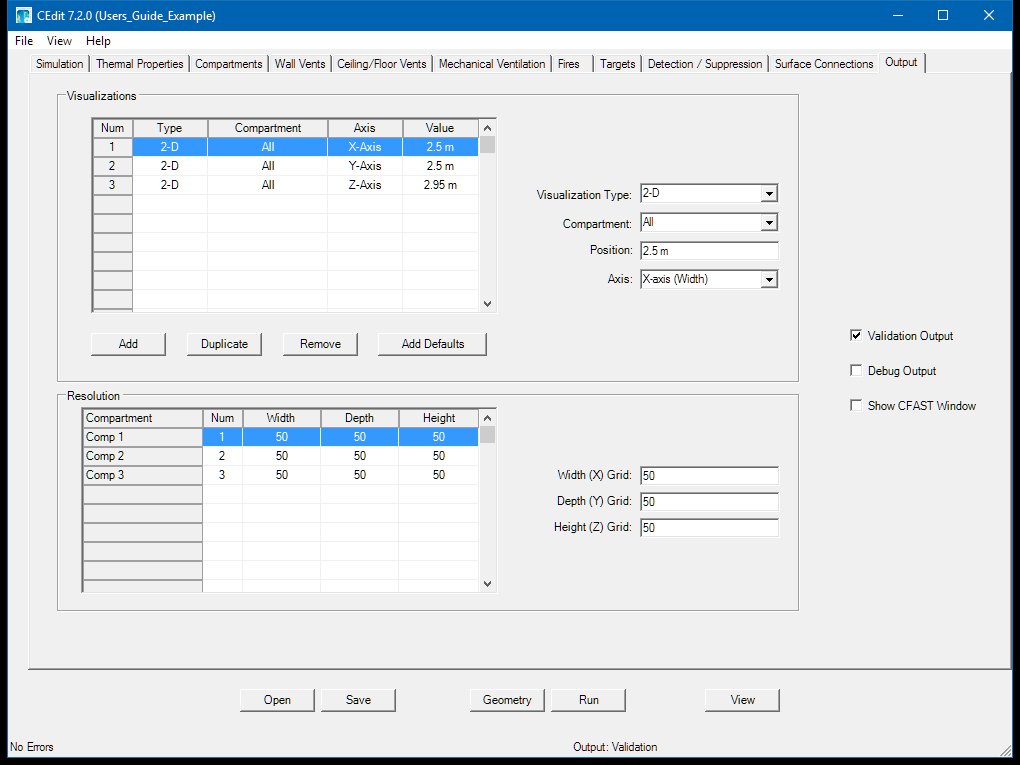 CEdit 7.2.0 (Users_Guide_Example)
File View Help
Simulation Thermal Properties Compartments Wall Vents Ceiling/Floor Vents Mechanical Ventilation Fires Targets Detection / Suppression Surface Connections Output
Visualizations
Num Type Compartment Axis Value
1 2-D All X-Axis 2.5 m
2 2-D All Y-Axis 2.5 m
3 2-D All Z-Axis 2.95 m
Visualization Type: 2-D
Compartment: All
Position: 2.5 m
Axis: X-axis (Width)
Add Duplicate Remove Add Defaults
Validation Output
Debug Output
Show CFAST Window
Resolution
Compartment Num Width Depth Height
Comp 1 1 50 50 50
Comp 2 2 50 50 50
Comp 3 3 50 50 50
Width (X) Grid: 50
Depth (Y) Grid: 50
Height (Z) Grid: 50
Open Save Geometry Run View
No Errors Output: Validation